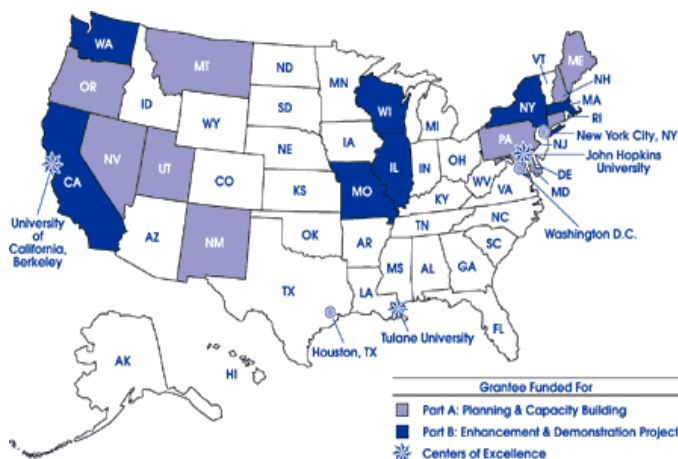 WA
MT
ND
MN
VT
ME
OR
ID
SD
WI
NY
NH
MA
WY
MI
RI
IA
PA
New York City, NY
NE
NJ
NV
UT
IL
IN
OH
John Hopkins
University
CA
CO
KS
MO
WV
VA
DE
MD
KY
University
of
California,
Berkeley
NC
Washington D.C.
TN
AZ
NM
OK
AR
SC
MS
AL
GA
TX
LA
FL
Tulane University
Houston, TX
AK
HI
Grantee Funded For
Part A: Planning & Capacity Building
Part B: Enhancement & Demonstration Project
Centers of Excellence